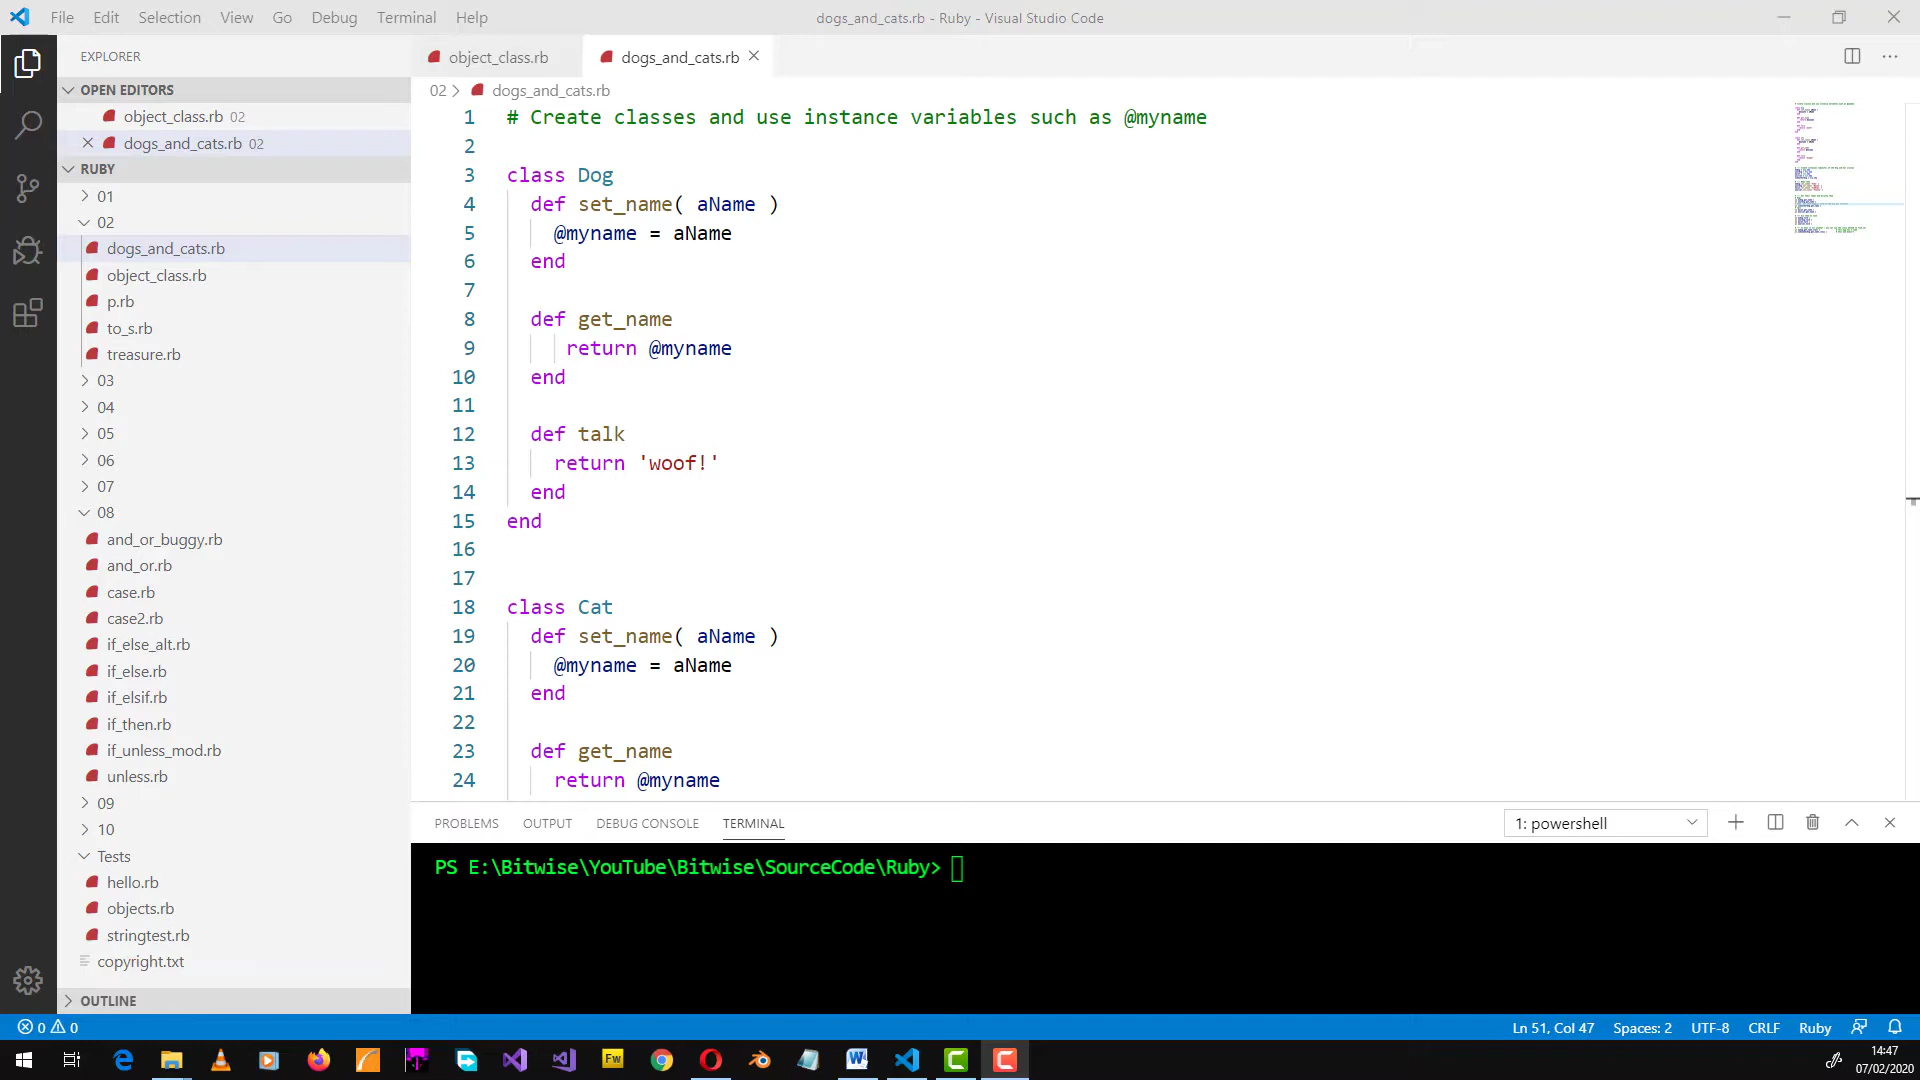 File Edit Selection View Go Debug Terminal Help
dogs_and_cats.rb - Ruby - Visual Studio Code
EXPLORER
OPEN EDITORS
object_class.rb 02
dogs_and_cats.rb 02
RUBY
01
02
dogs_and_cats.rb
object_class.rb
p.rb
to_s.rb
treasure.rb
03
04
05
06
07
08
and_or_buggy.rb
and_or.rb
case.rb
case2.rb
if_else_alt.rb
if_else.rb
if_elsif.rb
if_then.rb
if_unless_mod.rb
unless.rb
09
10
Tests
hello.rb
objects.rb
stringtest.rb
copyright.txt
OUTLINE
object_class.rb
dogs_and_cats.rb
02 > dogs_and_cats.rb
1 # Create classes and use instance variables such as @myname
2
3 class Dog
4 def set_name( aName )
5 @myname = aName
6 end
7
8 def get_name
9 return @myname
10 end
11
12 def talk
13 return 'woof!'
14 end
15 end
16
17
18 class Cat
19 def set_name( aName )
20 @myname = aName
21 end
22
23 def get_name
24 return @myname
PROBLEMS OUTPUT DEBUG CONSOLE TERMINAL
1: powershell
PS E:\Bitwise\YouTube\Bitwise\SourceCode\Ruby>
0 0
Ln 51, Col 47 Spaces: 2 UTF-8 CRLF Ruby
Fw
14:47
07/02/2020